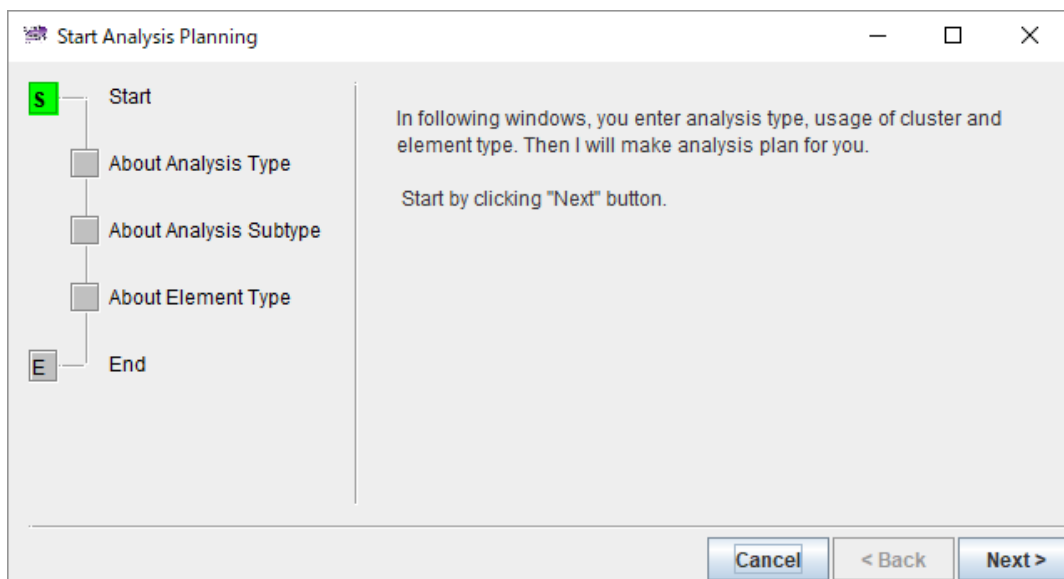 Start Analysis Planning
S
Start
About Analysis Type
About Analysis Subtype
About Element Type
E
End
In following windows, you enter analysis type, usage of cluster and
element type. Then I will make analysis plan for you.
Start by clicking "Next" button.
Cancel
< Back
Next >